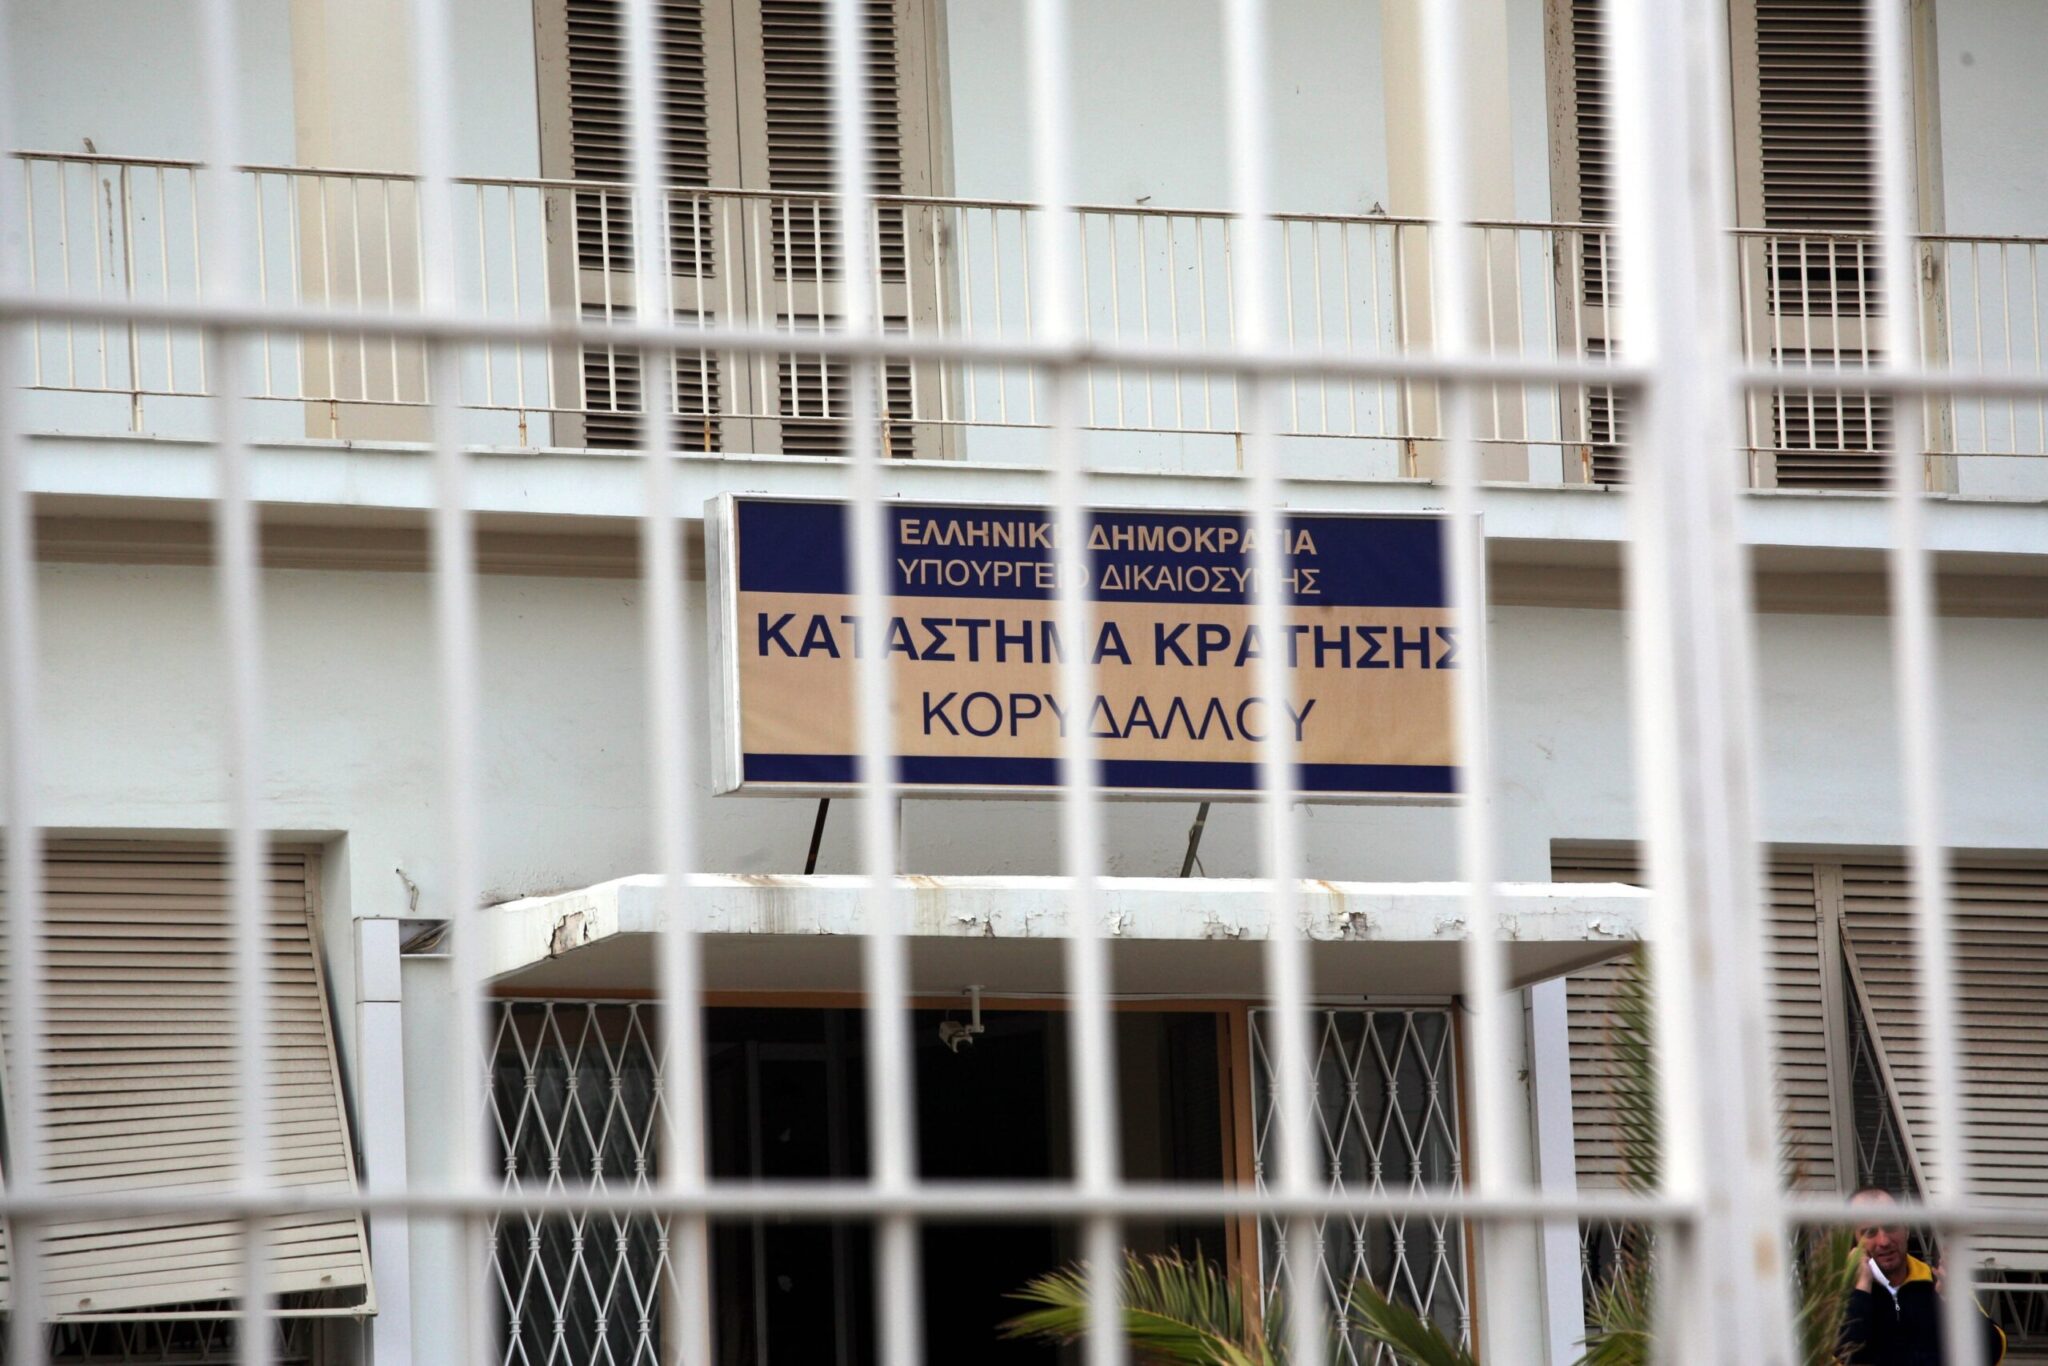 ΕΛΛΗΝΙΚΗ ΔΗΜΟΚΡΑΤΙΑ
ΥΠΟΥΡΓΕΙΟ ΔΙΚΑΙΟΣΥΝΗΣ
ΚΑΤΑΣΤΗΜΑ ΚΡΑΤΗΣΗΣ
ΚΟΡΥΔΑΛΛΟΥ